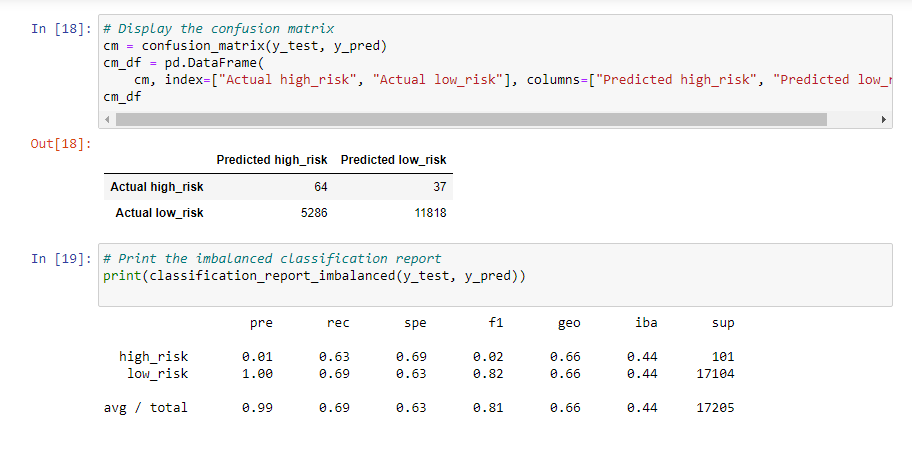 In [18]: # Display the confusion matrix
cm = confusion_matrix(y_test, y_pred)
cm_df = pd.DataFrame(
    cm, index=["Actual high_risk", "Actual low_risk"], columns=["Predicted high_risk", "Predicted low_r
cm_df
Out[18]:
Predicted high_risk Predicted low_risk
Actual high_risk 64 37
Actual low_risk 5286 11818
In [19]: # Print the imbalanced classification report
print(classification_report_imbalanced(y_test, y_pred))
pre rec spe f1 geo iba sup
high_risk 0.01 0.63 0.69 0.02 0.66 0.44 101
low_risk 1.00 0.69 0.63 0.82 0.66 0.44 17104
avg / total 0.99 0.69 0.63 0.81 0.66 0.44 17205